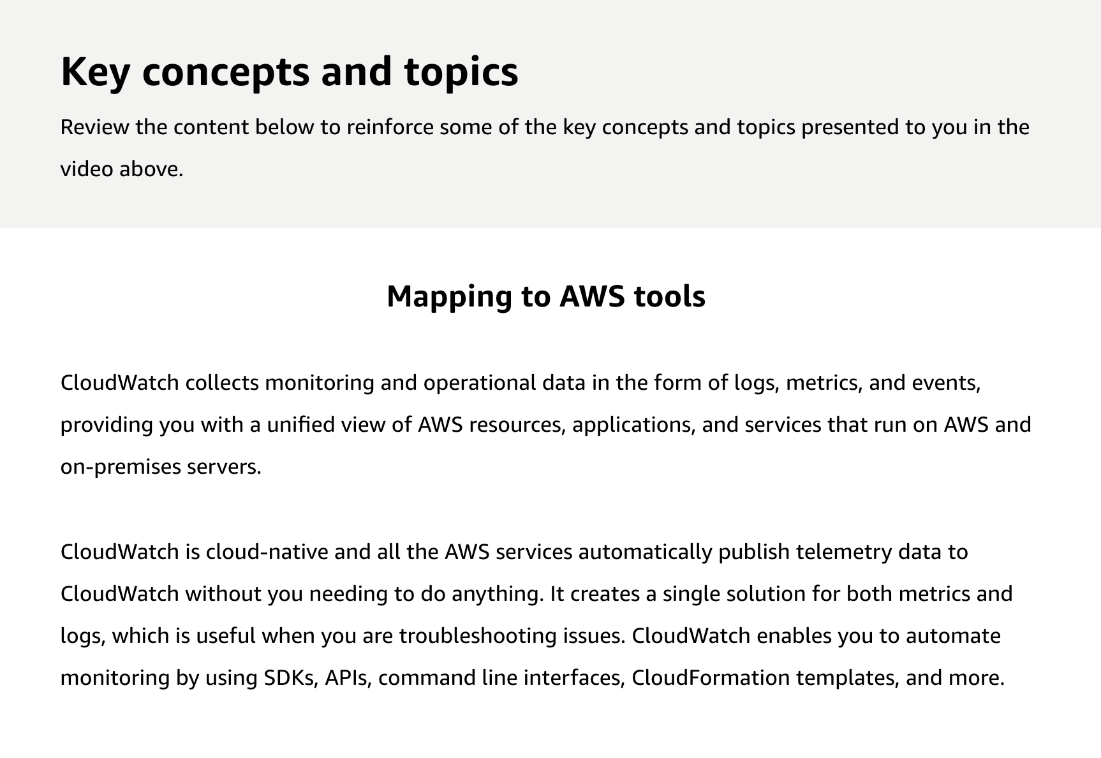 Key concepts and topics
Review the content below to reinforce some of the key concepts and topics presented to you in the
video above.
Mapping to AWS tools
CloudWatch collects monitoring and operational data in the form of logs, metrics, and events,
providing you with a unified view of AWS resources, applications, and services that run on AWS and
on-premises servers.
CloudWatch is cloud-native and all the AWS services automatically publish telemetry data to
CloudWatch without you needing to do anything. It creates a single solution for both metrics and
logs, which is useful when you are troubleshooting issues. CloudWatch enables you to automate
monitoring by using SDKs, APIs, command line interfaces, CloudFormation templates, and more.